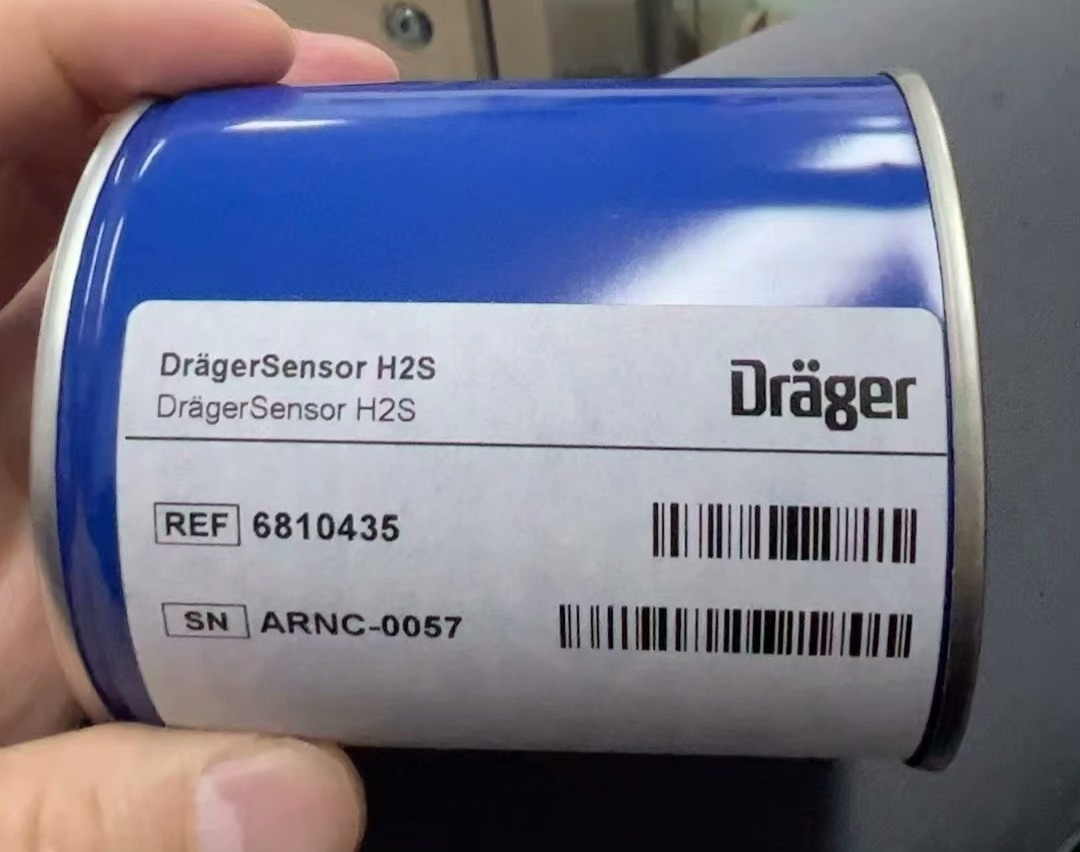 DrägerSensor H2S
DrägerSensor H2S
Dräger
REF 6810435
SN ARNC-0057